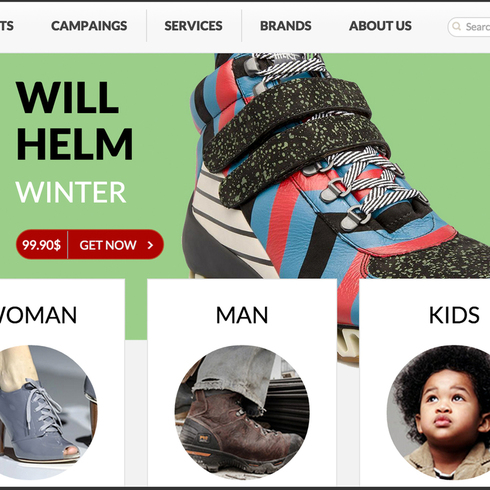 TS
CAMPAINGS
SERVICES
BRANDS
ABOUT US
Searc
WILL
HELM
WINTER
99.90$
GET NOW
WOMAN
MAN
KIDS